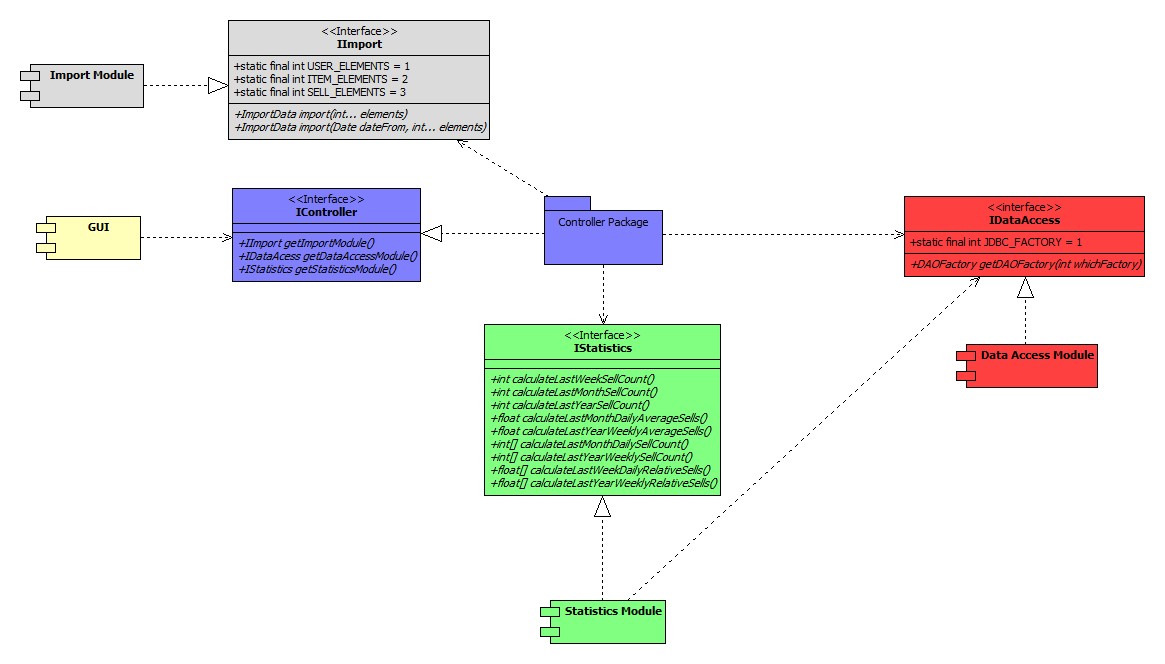 <<Interface>>
IImport
+static final int USER_ELEMENTS = 1
+static final int ITEM_ELEMENTS = 2
+static final int SELL_ELEMENTS = 3
+ImportData import(int... elements)
+ImportData import(Date dateFrom, int... elements)
Import Module
<<Interface>>
IController
+IImport getImportModule()
+IDataAcess getDataAccessModule()
+IStatistics getStatisticsModule()
GUI
Controller Package
<<interface>>
IDataAccess
+static final int JDBC_FACTORY = 1
+DAOFactory getDAOFactory(int whichFactory)
<<Interface>>
IStatistics
+int calculateLastWeekSellCount()
+int calculateLastMonthSellCount()
+int calculateLastYearSellCount()
+float calculateLastMonthDailyAverageSells()
+float calculateLastYearWeeklyAverageSells()
+int[] calculateLastMonthDailySellCount()
+int[] calculateLastYearWeeklySellCount()
+float[] calculateLastWeekDailyRelativeSells()
+float[] calculateLastYearWeeklyRelativeSells()
Data Access Module
Statistics Module